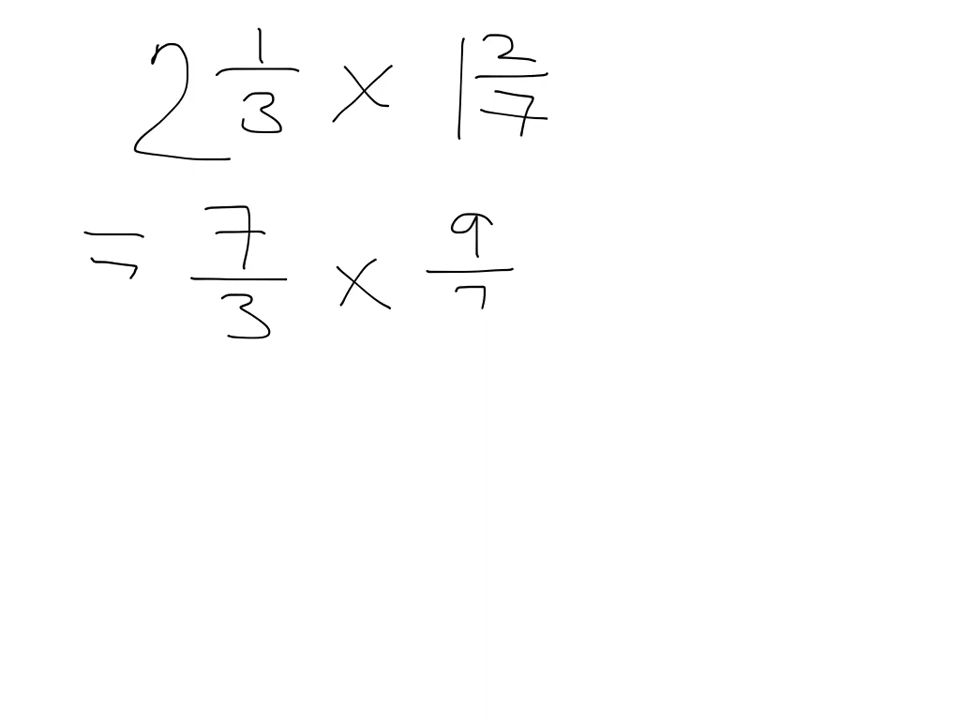 2 1/3 × 1 2/7
= 7/3 × 9/7